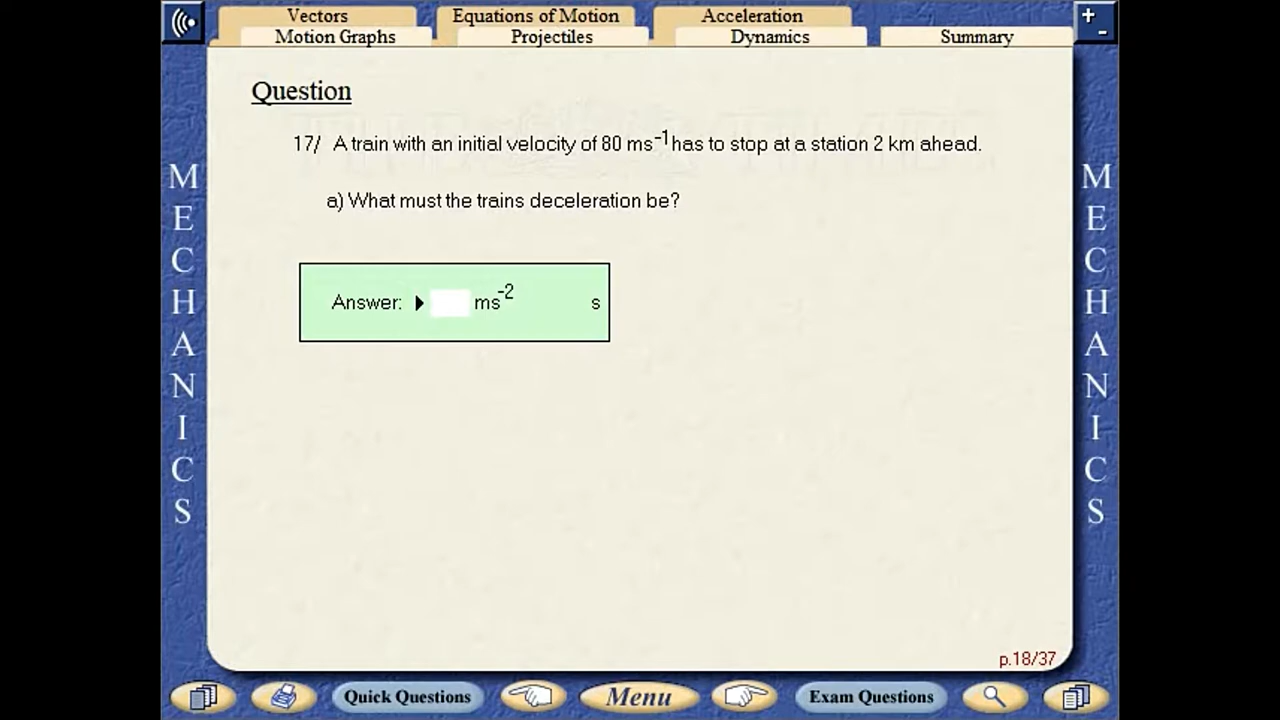 Vectors
Equations of Motion
Acceleration
Motion Graphs
Projectiles
Dynamics
Summary
+
-
Question
17/ A train with an initial velocity of 80 ms⁻¹ has to stop at a station 2 km ahead.
a) What must the trains deceleration be?
Answer: ms⁻² s
MECHANICS
MECHANICS
p.18/37
Quick Questions
Menu
Exam Questions